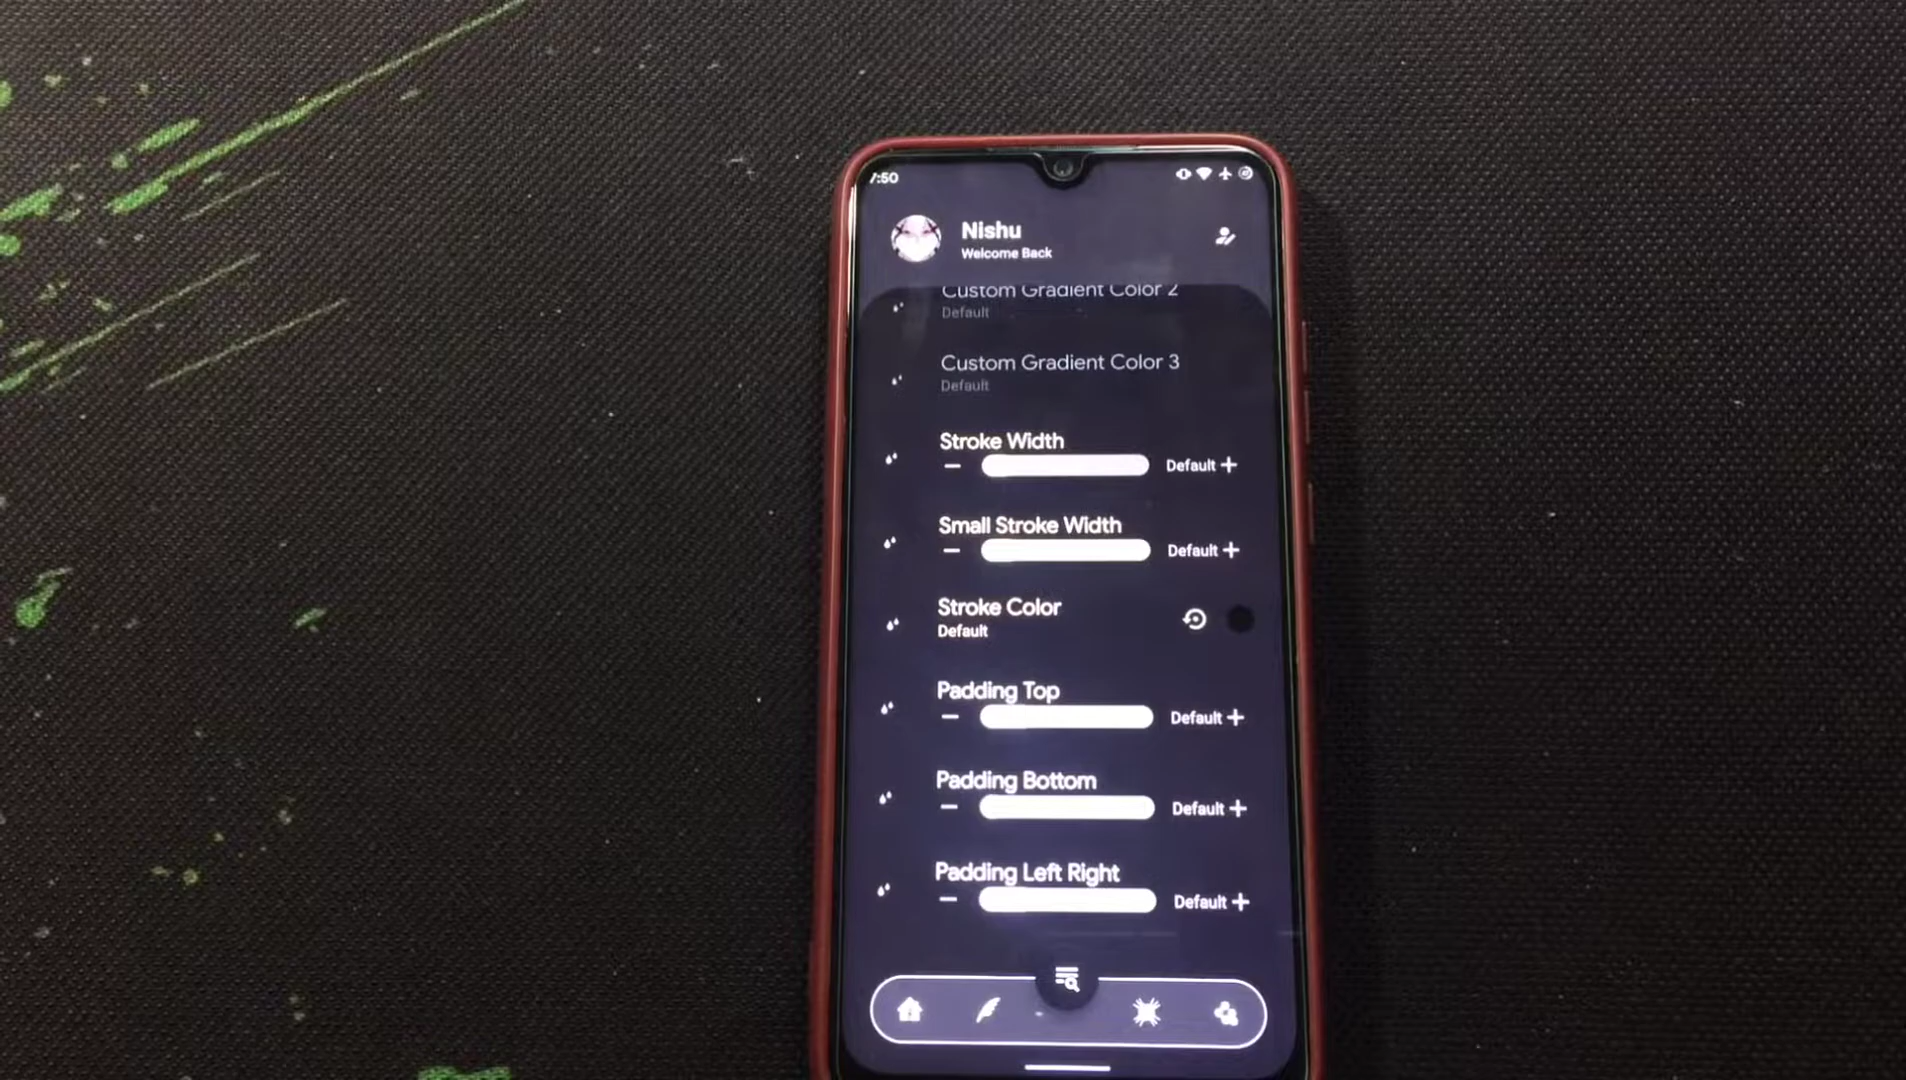 7:50
Nishu
Welcome Back
Custom Gradient Color 2
Default
Custom Gradient Color 3
Default
Stroke Width
Default
Small Stroke Width
Default
Stroke Color
Default
Padding Top
Default
Padding Bottom
Default
Padding Left Right
Default